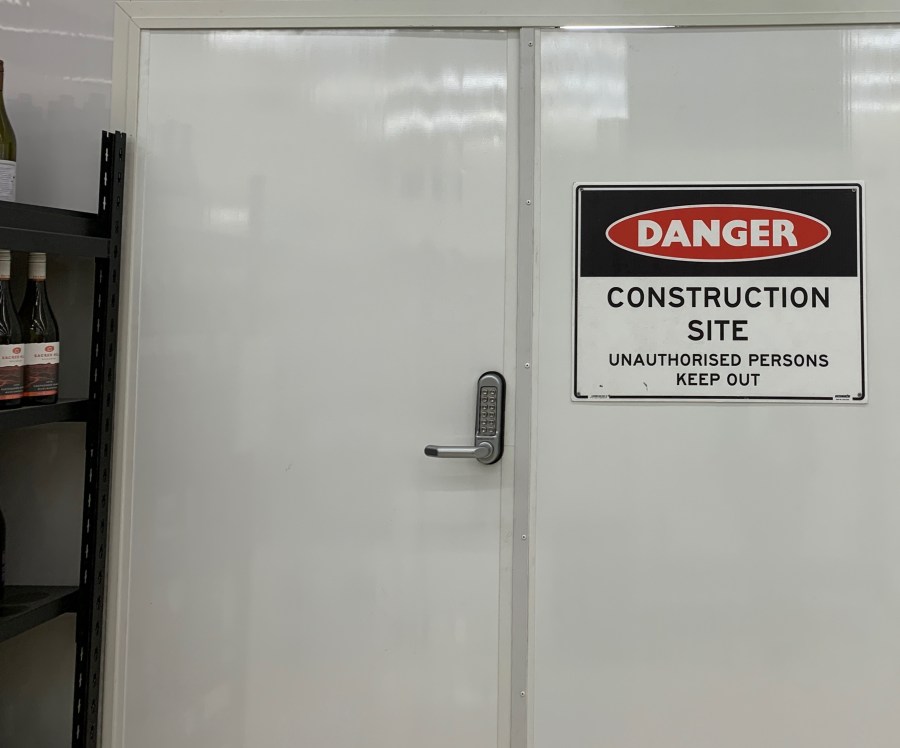 DANGER
CONSTRUCTION
SITE
UNAUTHORISED PERSONS
KEEP OUT